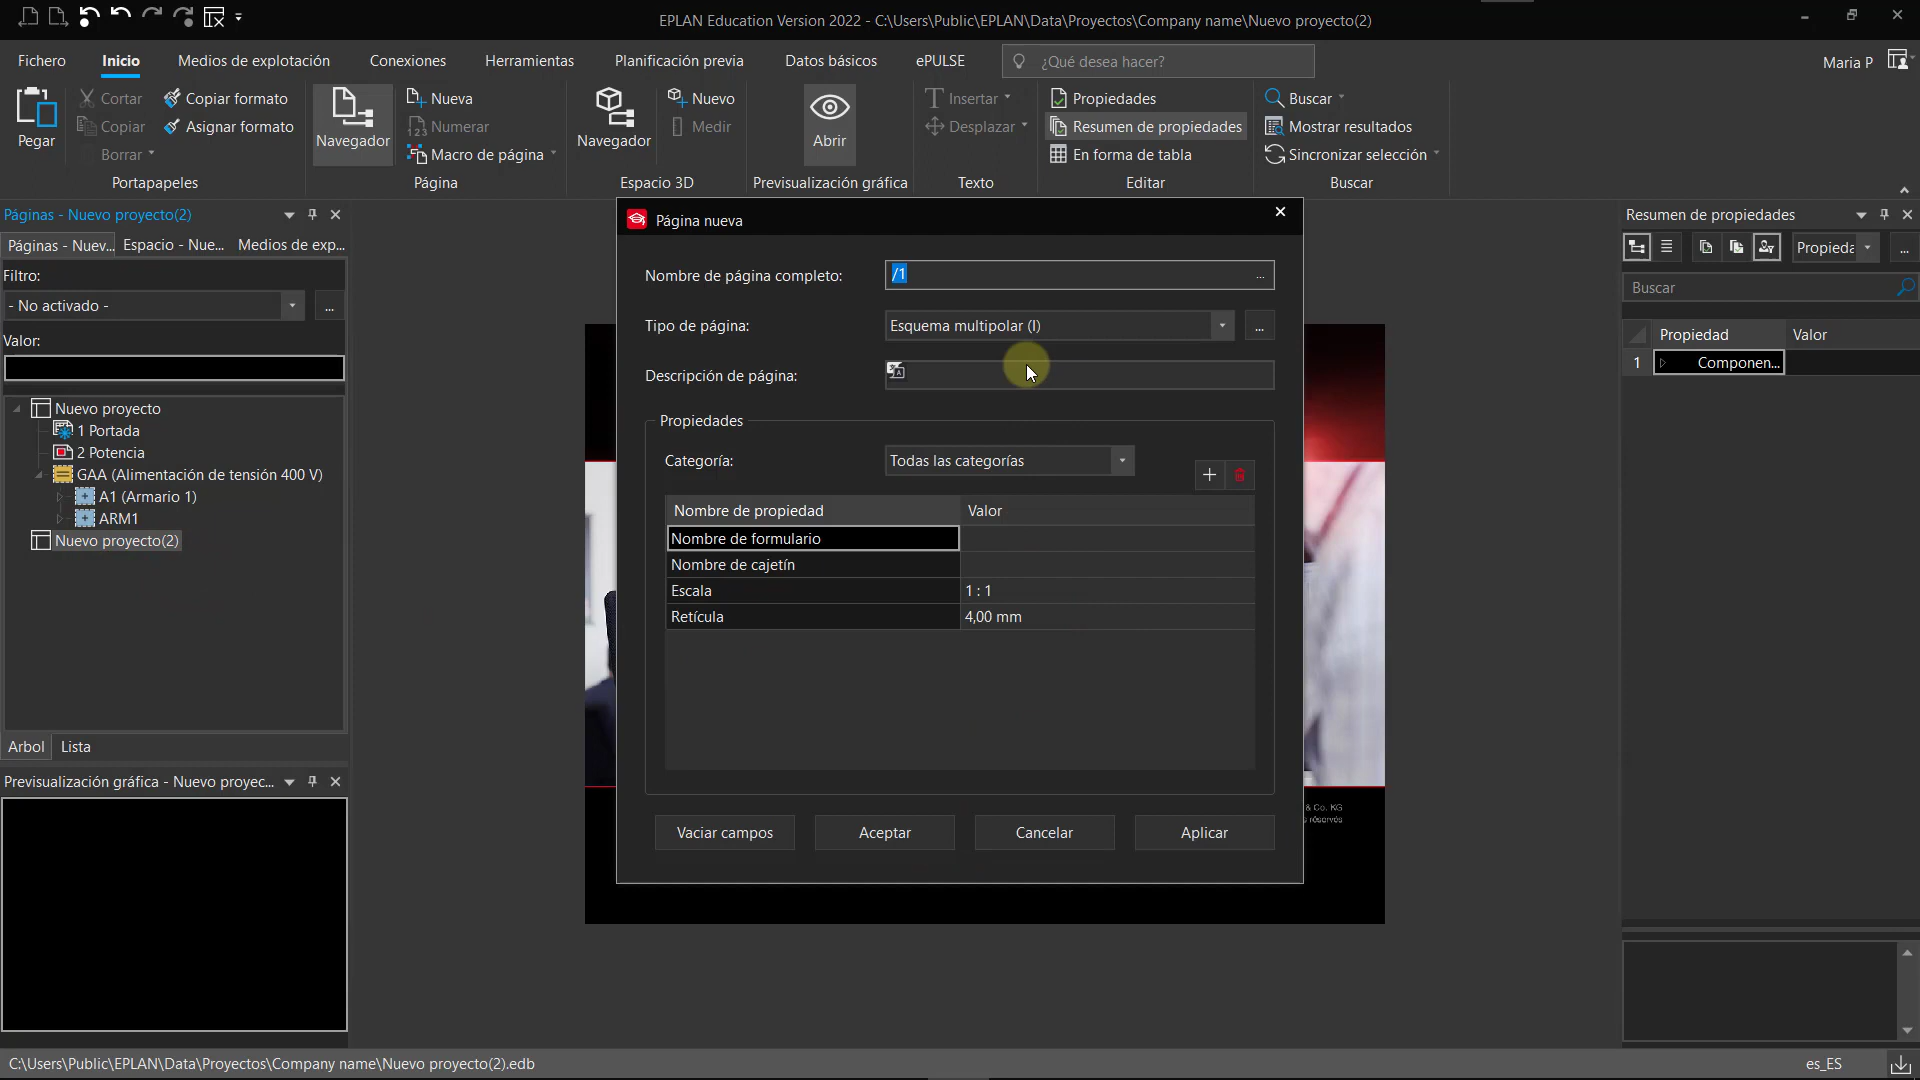 EPLAN Education Version 2022 - C:\Users\Public\EPLAN\Data\Proyectos\Company name\Nuevo proyecto(2)
Fichero Inicio Medios de explotación Conexiones Herramientas Planificación previa Datos básicos ePULSE ¿Qué desea hacer? Maria P
Pegar
Cortar
Copiar
Borrar
Copiar formato
Asignar formato
Portapapeles
Navegador
Nueva
Numerar
Macro de página
Página
Navegador
Nuevo
Medir
Espacio 3D
Abrir
Previsualización gráfica
Insertar
Desplazar
Texto
Propiedades
Resumen de propiedades
En forma de tabla
Editar
Buscar
Mostrar resultados
Sincronizar selección
Buscar
Páginas - Nuevo proyecto(2)
Páginas - Nuev... Espacio - Nue... Medios de exp...
Filtro:
- No activado -
...
Valor:
Nuevo proyecto
1 Portada
2 Potencia
GAA (Alimentación de tensión 400 V)
A1 (Armario 1)
ARM1
Nuevo proyecto(2)
Arbol Lista
Previsualización gráfica - Nuevo proyec...
Página nueva
Nombre de página completo: /1 ...
Tipo de página: Esquema multipolar (I) ...
Descripción de página:
Propiedades
Categoría: Todas las categorías
Nombre de propiedad Valor
Nombre de formulario
Nombre de cajetín
Escala 1 : 1
Retícula 4,00 mm
Vaciar campos Aceptar Cancelar Aplicar
& Co. KG
Resumen de propiedades
Propieda ...
Buscar
Propiedad Valor
1 Componen...
C:\Users\Public\EPLAN\Data\Proyectos\Company name\Nuevo proyecto(2).edb
es_ES